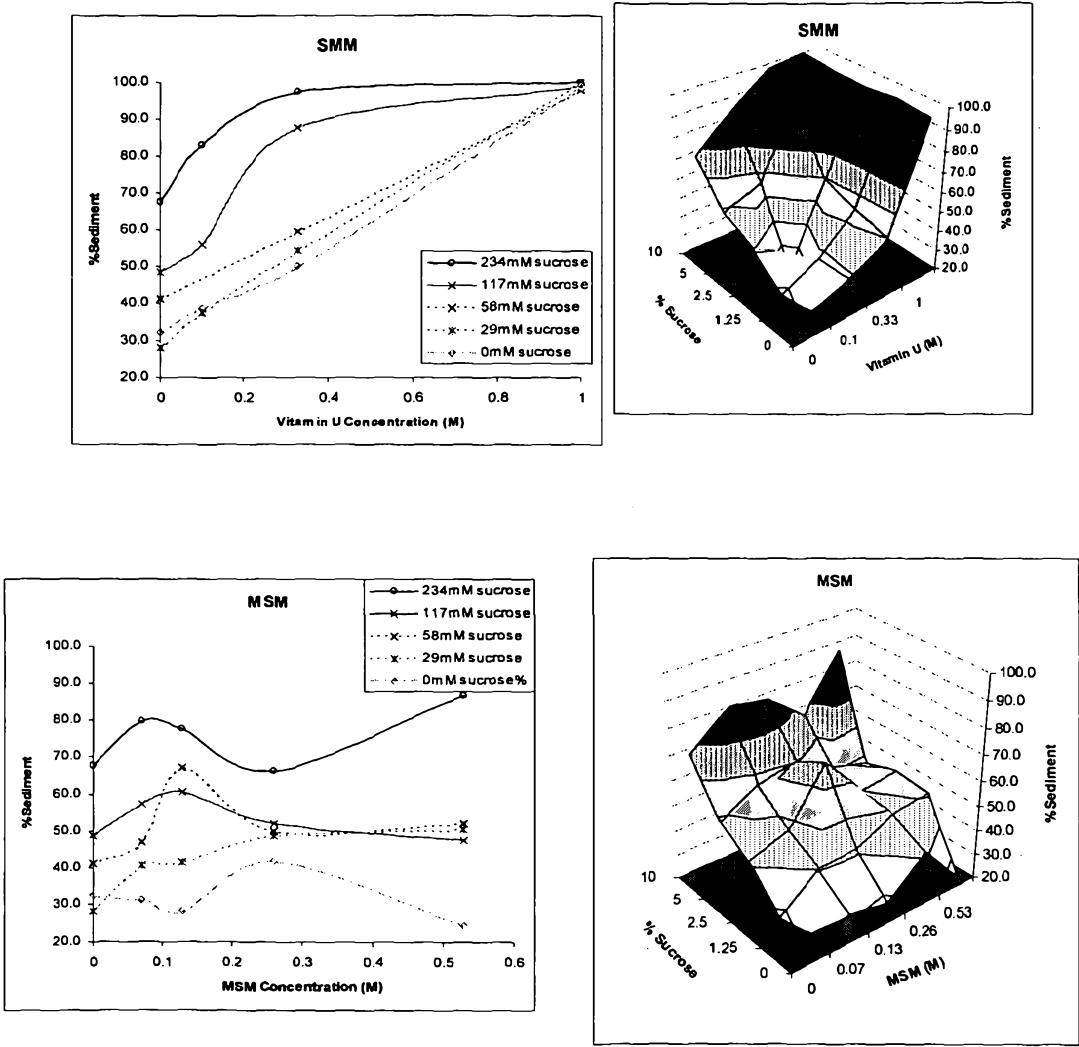 SMM
100.0
90.0
80.0
70.0
60.0
50.0
40.0
30.0
20.0
%Sediment
0
0.2
0.4
0.6
0.8
1
Vitamin U Concentration (M)
234mM sucrose
117mM sucrose
58mM sucrose
29mM sucrose
0mM sucrose
SMM
100.0
90.0
80.0
70.0
60.0
50.0
40.0
30.0
20.0
%Sediment
10
5
2.5
1.25
0
% Sucrose
0
0.1
0.33
1
Vitamin U (M)
MSM
234mM sucrose
117mM sucrose
58mM sucrose
29mM sucrose
0mM sucrose%
100.0
90.0
80.0
70.0
60.0
50.0
40.0
30.0
20.0
%Sediment
0
0.1
0.2
0.3
0.4
0.5
0.6
MSM Concentration (M)
MSM
100.0
90.0
80.0
70.0
60.0
50.0
40.0
30.0
20.0
%Sediment
10
5
2.5
1.25
0
% Sucrose
0
0.07
0.13
0.26
0.53
MSM (M)